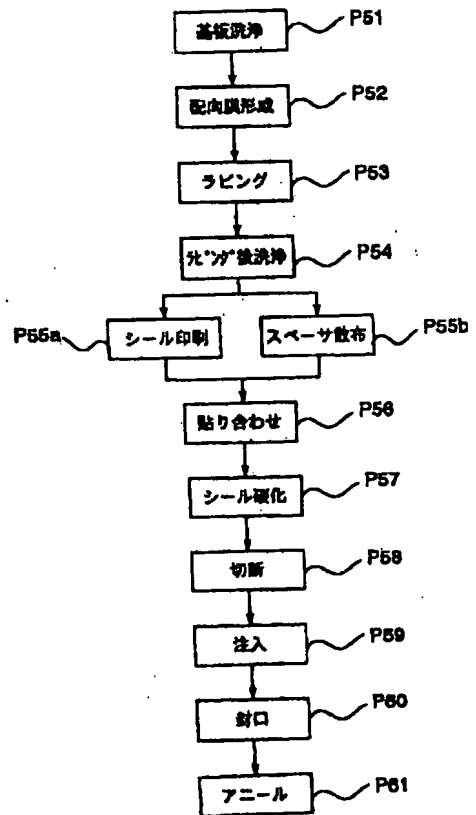 基板洗浄 P51
配向膜形成 P52
ラビング P53
ラビング後洗浄 P54
P55a シール印刷 スペーサ散布 P55b
貼り合わせ P56
シール硬化 P57
切断 P58
注入 P59
封口 P60
アニール P61